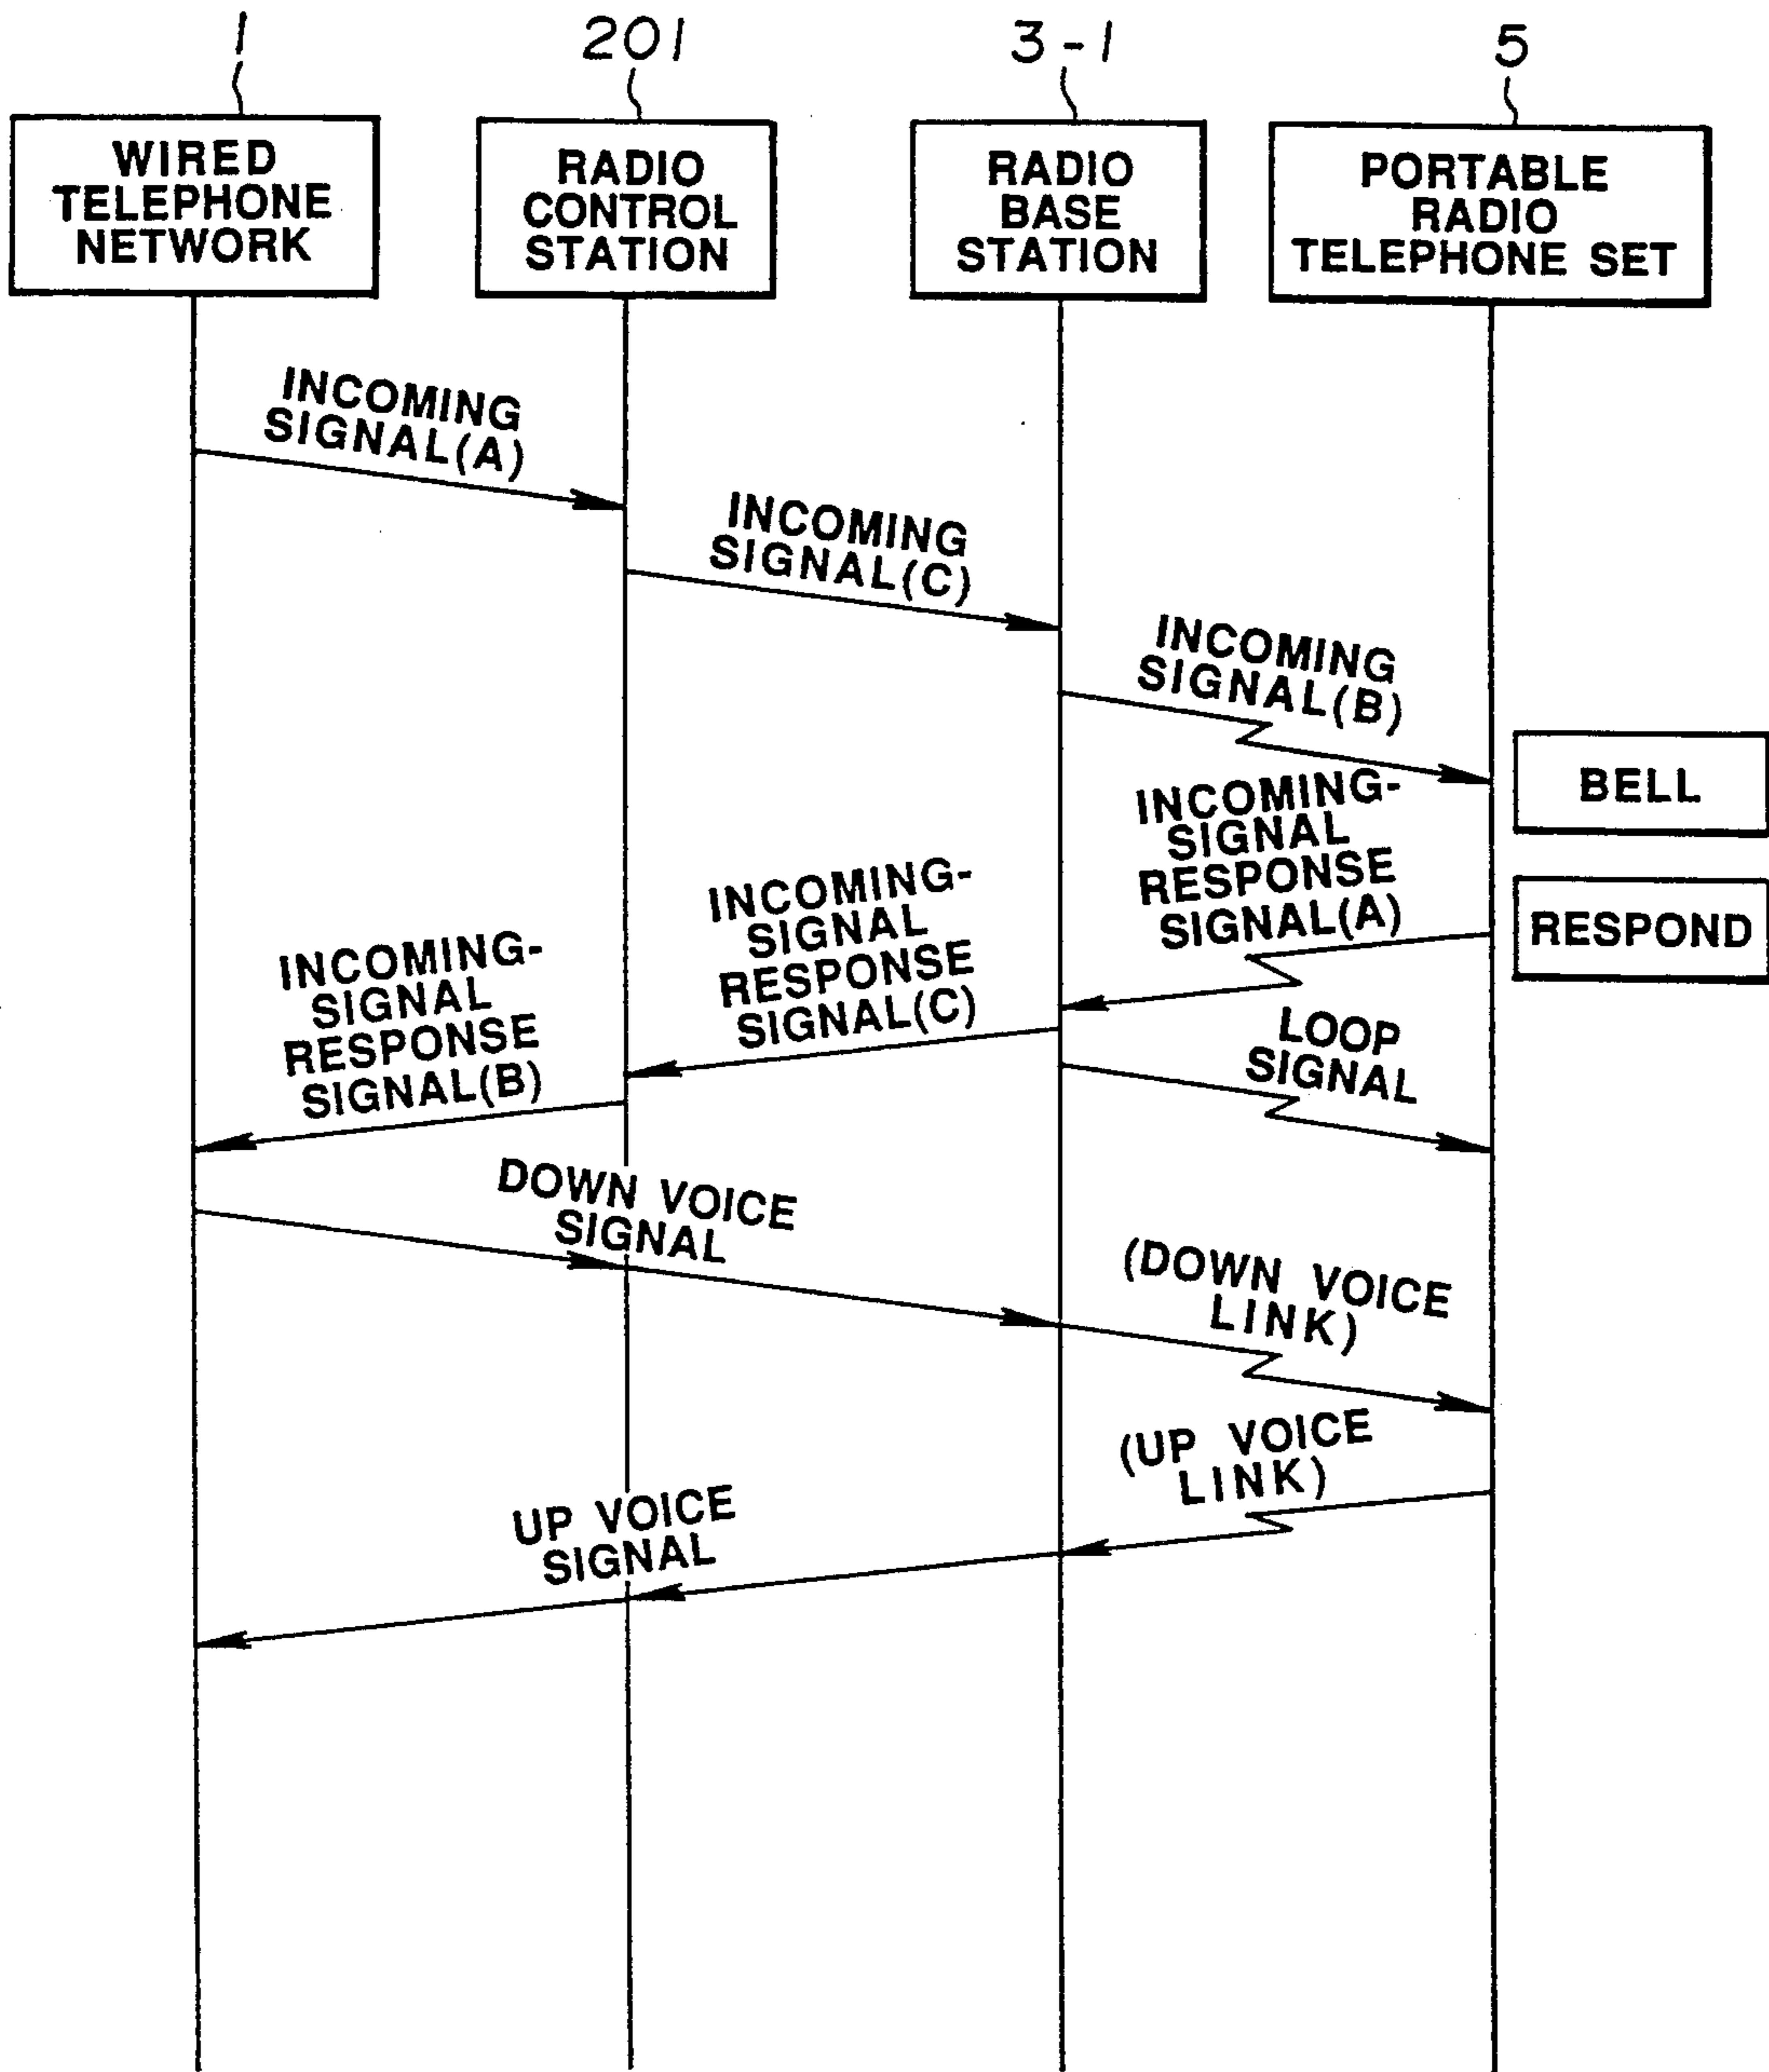 1
201
3-1
5
WIRED
TELEPHONE
NETWORK
RADIO
CONTROL
STATION
RADIO
BASE
STATION
PORTABLE
RADIO
TELEPHONE SET
INCOMING
SIGNAL(A)
INCOMING
SIGNAL(C)
INCOMING
SIGNAL(B)
BELL
INCOMING-
SIGNAL
RESPONSE
SIGNAL(A)
RESPOND
INCOMING-
SIGNAL
RESPONSE
SIGNAL(C)
INCOMING-
SIGNAL
RESPONSE
SIGNAL(B)
LOOP
SIGNAL
DOWN VOICE
SIGNAL
(DOWN VOICE
LINK)
(UP VOICE
LINK)
UP VOICE
SIGNAL